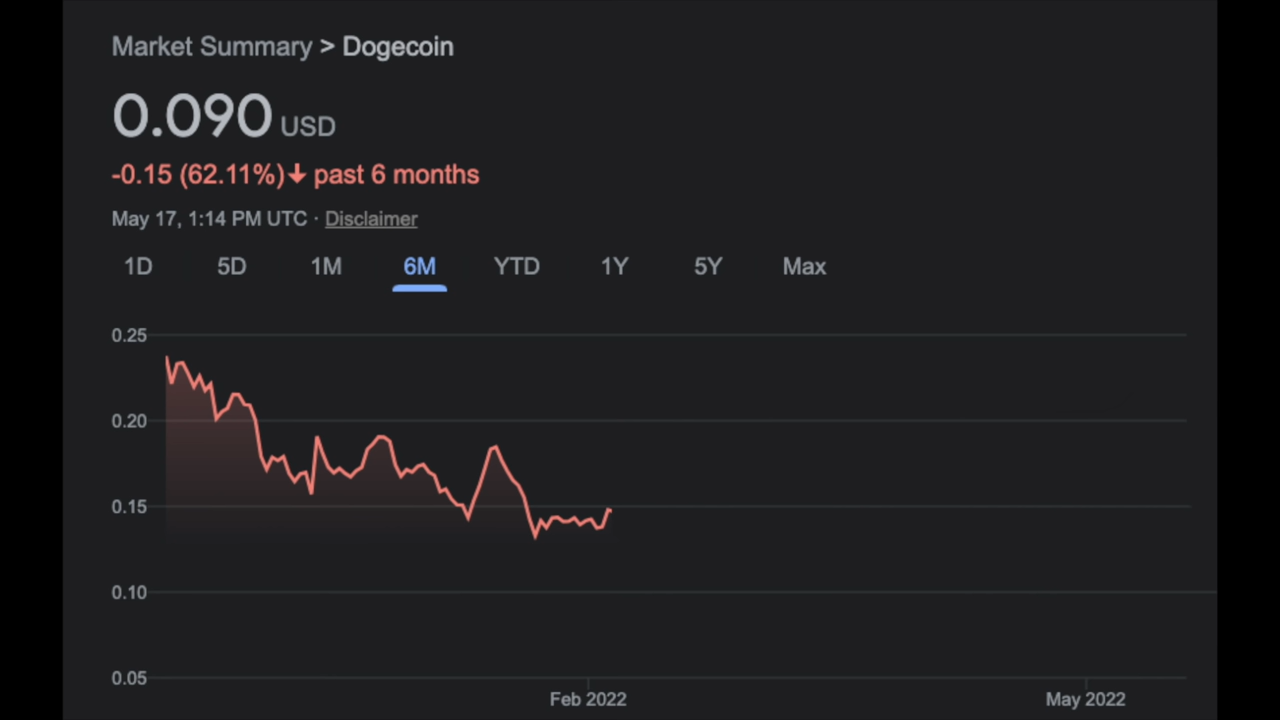 Market Summary > Dogecoin
0.090 USD
-0.15 (62.11%)↓ past 6 months
May 17, 1:14 PM UTC · Disclaimer
1D 5D 1M 6M YTD 1Y 5Y Max
0.25
0.20
0.15
0.10
0.05
Feb 2022 May 2022